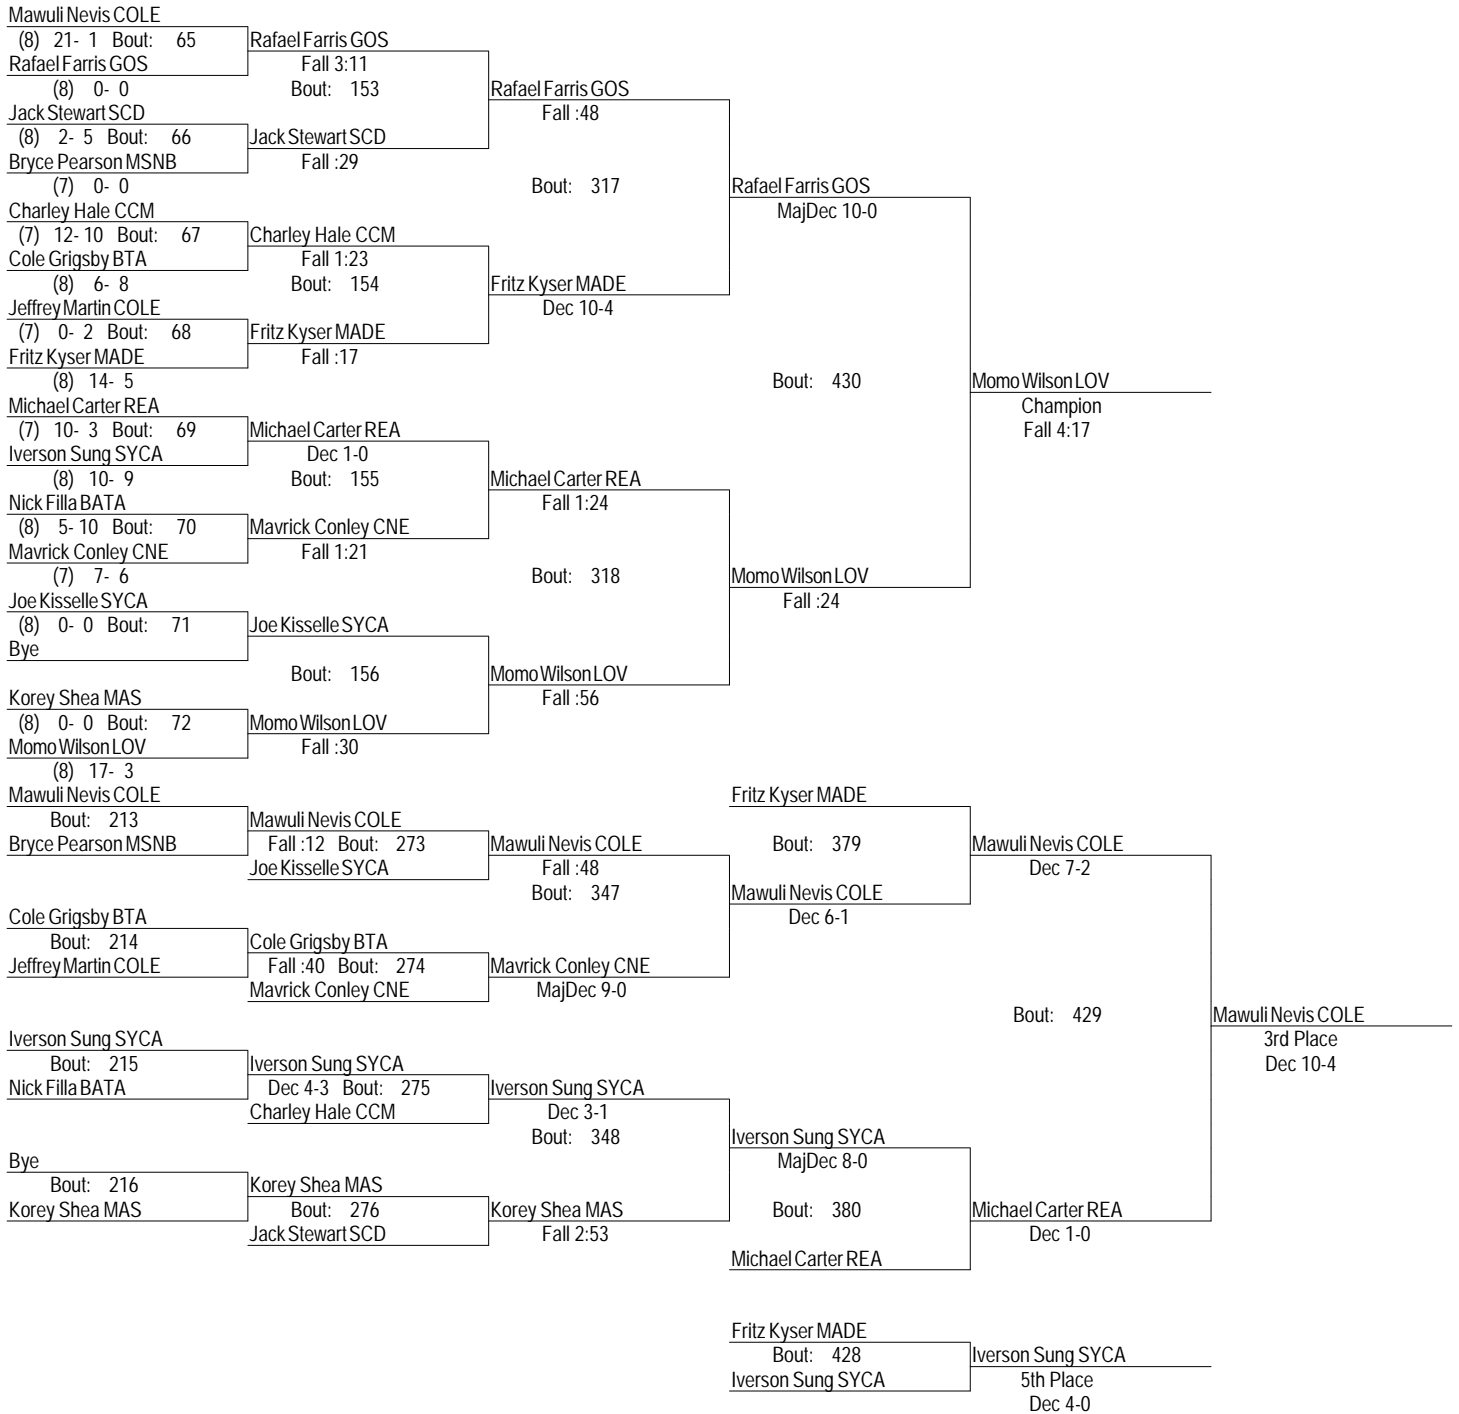 Mawuli Nevis COLE
(8) 21- 1 Bout: 65 Rafael Farris GOS
Rafael Farris GOS Fall 3:11
(8) 0- 0 Bout: 153 Rafael Farris GOS
Jack Stewart SCD Fall :48
(8) 2- 5 Bout: 66 Jack Stewart SCD
Bryce Pearson MSNB Fall :29
(7) 0- 0 Bout: 317 Rafael Farris GOS
Charley Hale CCM MajDec 10-0
(7) 12- 10 Bout: 67 Charley Hale CCM
Cole Grigsby BTA Fall 1:23
(8) 6- 8 Bout: 154 Fritz Kyser MADE
Jeffrey Martin COLE Dec 10-4
(7) 0- 2 Bout: 68 Fritz Kyser MADE
Fritz Kyser MADE Fall :17
(8) 14- 5 Bout: 430 Momo Wilson LOV
Michael Carter REA Champion
(7) 10- 3 Bout: 69 Michael Carter REA Fall 4:17
Iverson Sung SYCA Dec 1-0
(8) 10- 9 Bout: 155 Michael Carter REA
Nick Filla BATA Fall 1:24
(8) 5- 10 Bout: 70 Mavrick Conley CNE
Mavrick Conley CNE Fall 1:21
(7) 7- 6 Bout: 318 Momo Wilson LOV
Joe Kisselle SYCA Fall :24
(8) 0- 0 Bout: 71 Joe Kisselle SYCA
Bye
Bout: 156 Momo Wilson LOV
Korey Shea MAS Fall :56
(8) 0- 0 Bout: 72 Momo Wilson LOV
Momo Wilson LOV Fall :30
(8) 17- 3
Mawuli Nevis COLE Fritz Kyser MADE
Bout: 213 Mawuli Nevis COLE
Bryce Pearson MSNB Fall :12 Bout: 273 Mawuli Nevis COLE Bout: 379 Mawuli Nevis COLE
Joe Kisselle SYCA Fall :48 Dec 7-2
Bout: 347 Mawuli Nevis COLE
Cole Grigsby BTA Dec 6-1
Bout: 214 Cole Grigsby BTA
Jeffrey Martin COLE Fall :40 Bout: 274 Mavrick Conley CNE
Mavrick Conley CNE MajDec 9-0
Bout: 429 Mawuli Nevis COLE
Iverson Sung SYCA 3rd Place
Bout: 215 Iverson Sung SYCA Dec 10-4
Nick Filla BATA Dec 4-3 Bout: 275 Iverson Sung SYCA
Charley Hale CCM Dec 3-1
Bout: 348 Iverson Sung SYCA
Bye MajDec 8-0
Bout: 216 Korey Shea MAS
Korey Shea MAS Bout: 276 Korey Shea MAS Bout: 380 Michael Carter REA
Jack Stewart SCD Fall 2:53 Dec 1-0
Michael Carter REA
Fritz Kyser MADE
Bout: 428 Iverson Sung SYCA
Iverson Sung SYCA 5th Place
Dec 4-0